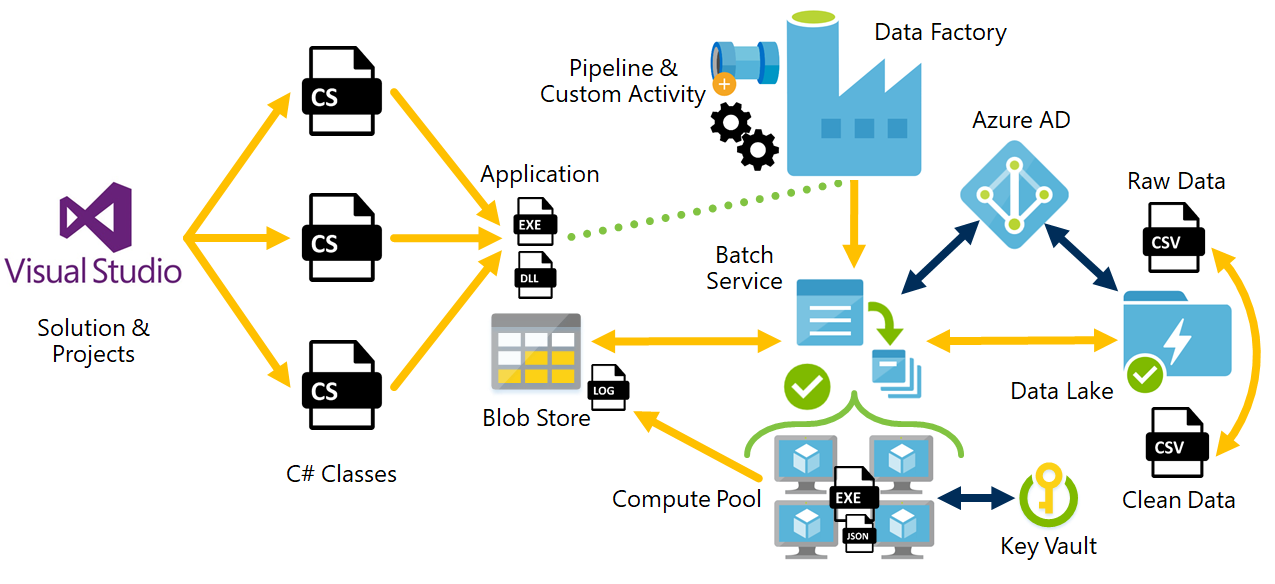 Data Factory
Pipeline &
Custom Activity
CS
Azure AD
Application
Raw Data
EXE
CSV
CS
DLL
Visual Studio
Batch
Service
Solution &
Projects
CS
LOG
Blob Store
Data Lake
CSV
C# Classes
Compute Pool
EXE
JSON
Clean Data
Key Vault